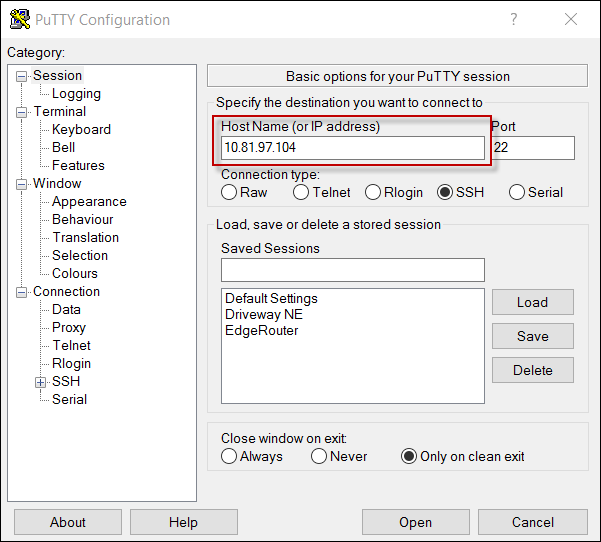 PuTTY Configuration
Category:
Session
Logging
Terminal
Keyboard
Bell
Features
Window
Appearance
Behaviour
Translation
Selection
Colours
Connection
Data
Proxy
Telnet
Rlogin
SSH
Serial
Basic options for your PuTTY session
Specify the destination you want to connect to
Host Name (or IP address) Port
10.81.97.104 22
Connection type:
Raw Telnet Rlogin SSH Serial
Load, save or delete a stored session
Saved Sessions
Default Settings
Driveway NE
EdgeRouter
Load
Save
Delete
Close window on exit:
Always Never Only on clean exit
About Help Open Cancel